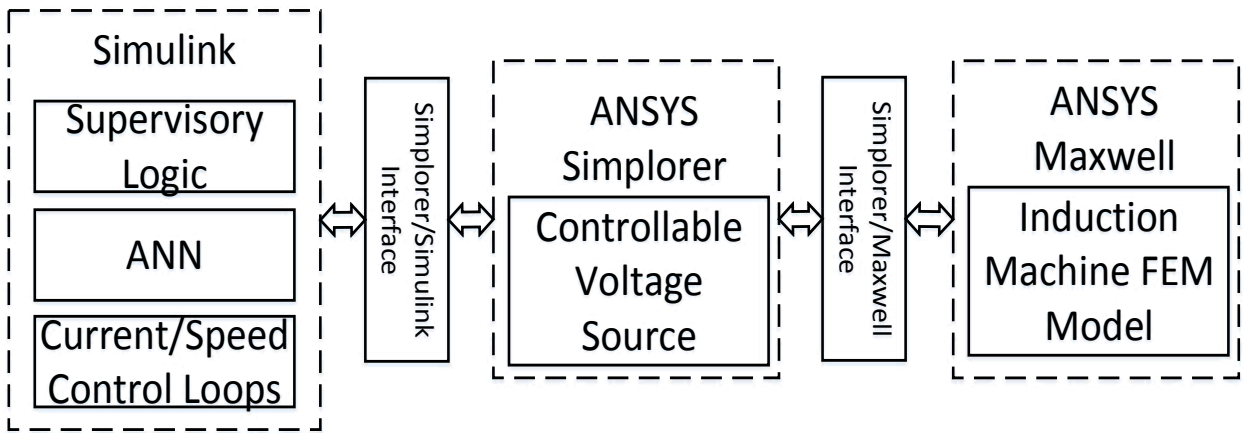 Simulink
Supervisory
Logic
ANN
Current/Speed
Control Loops
Simplorer/Simulink
Interface
ANSYS
Simplorer
Controllable
Voltage
Source
Simplorer/Maxwell
Interface
ANSYS
Maxwell
Induction
Machine FEM
Model